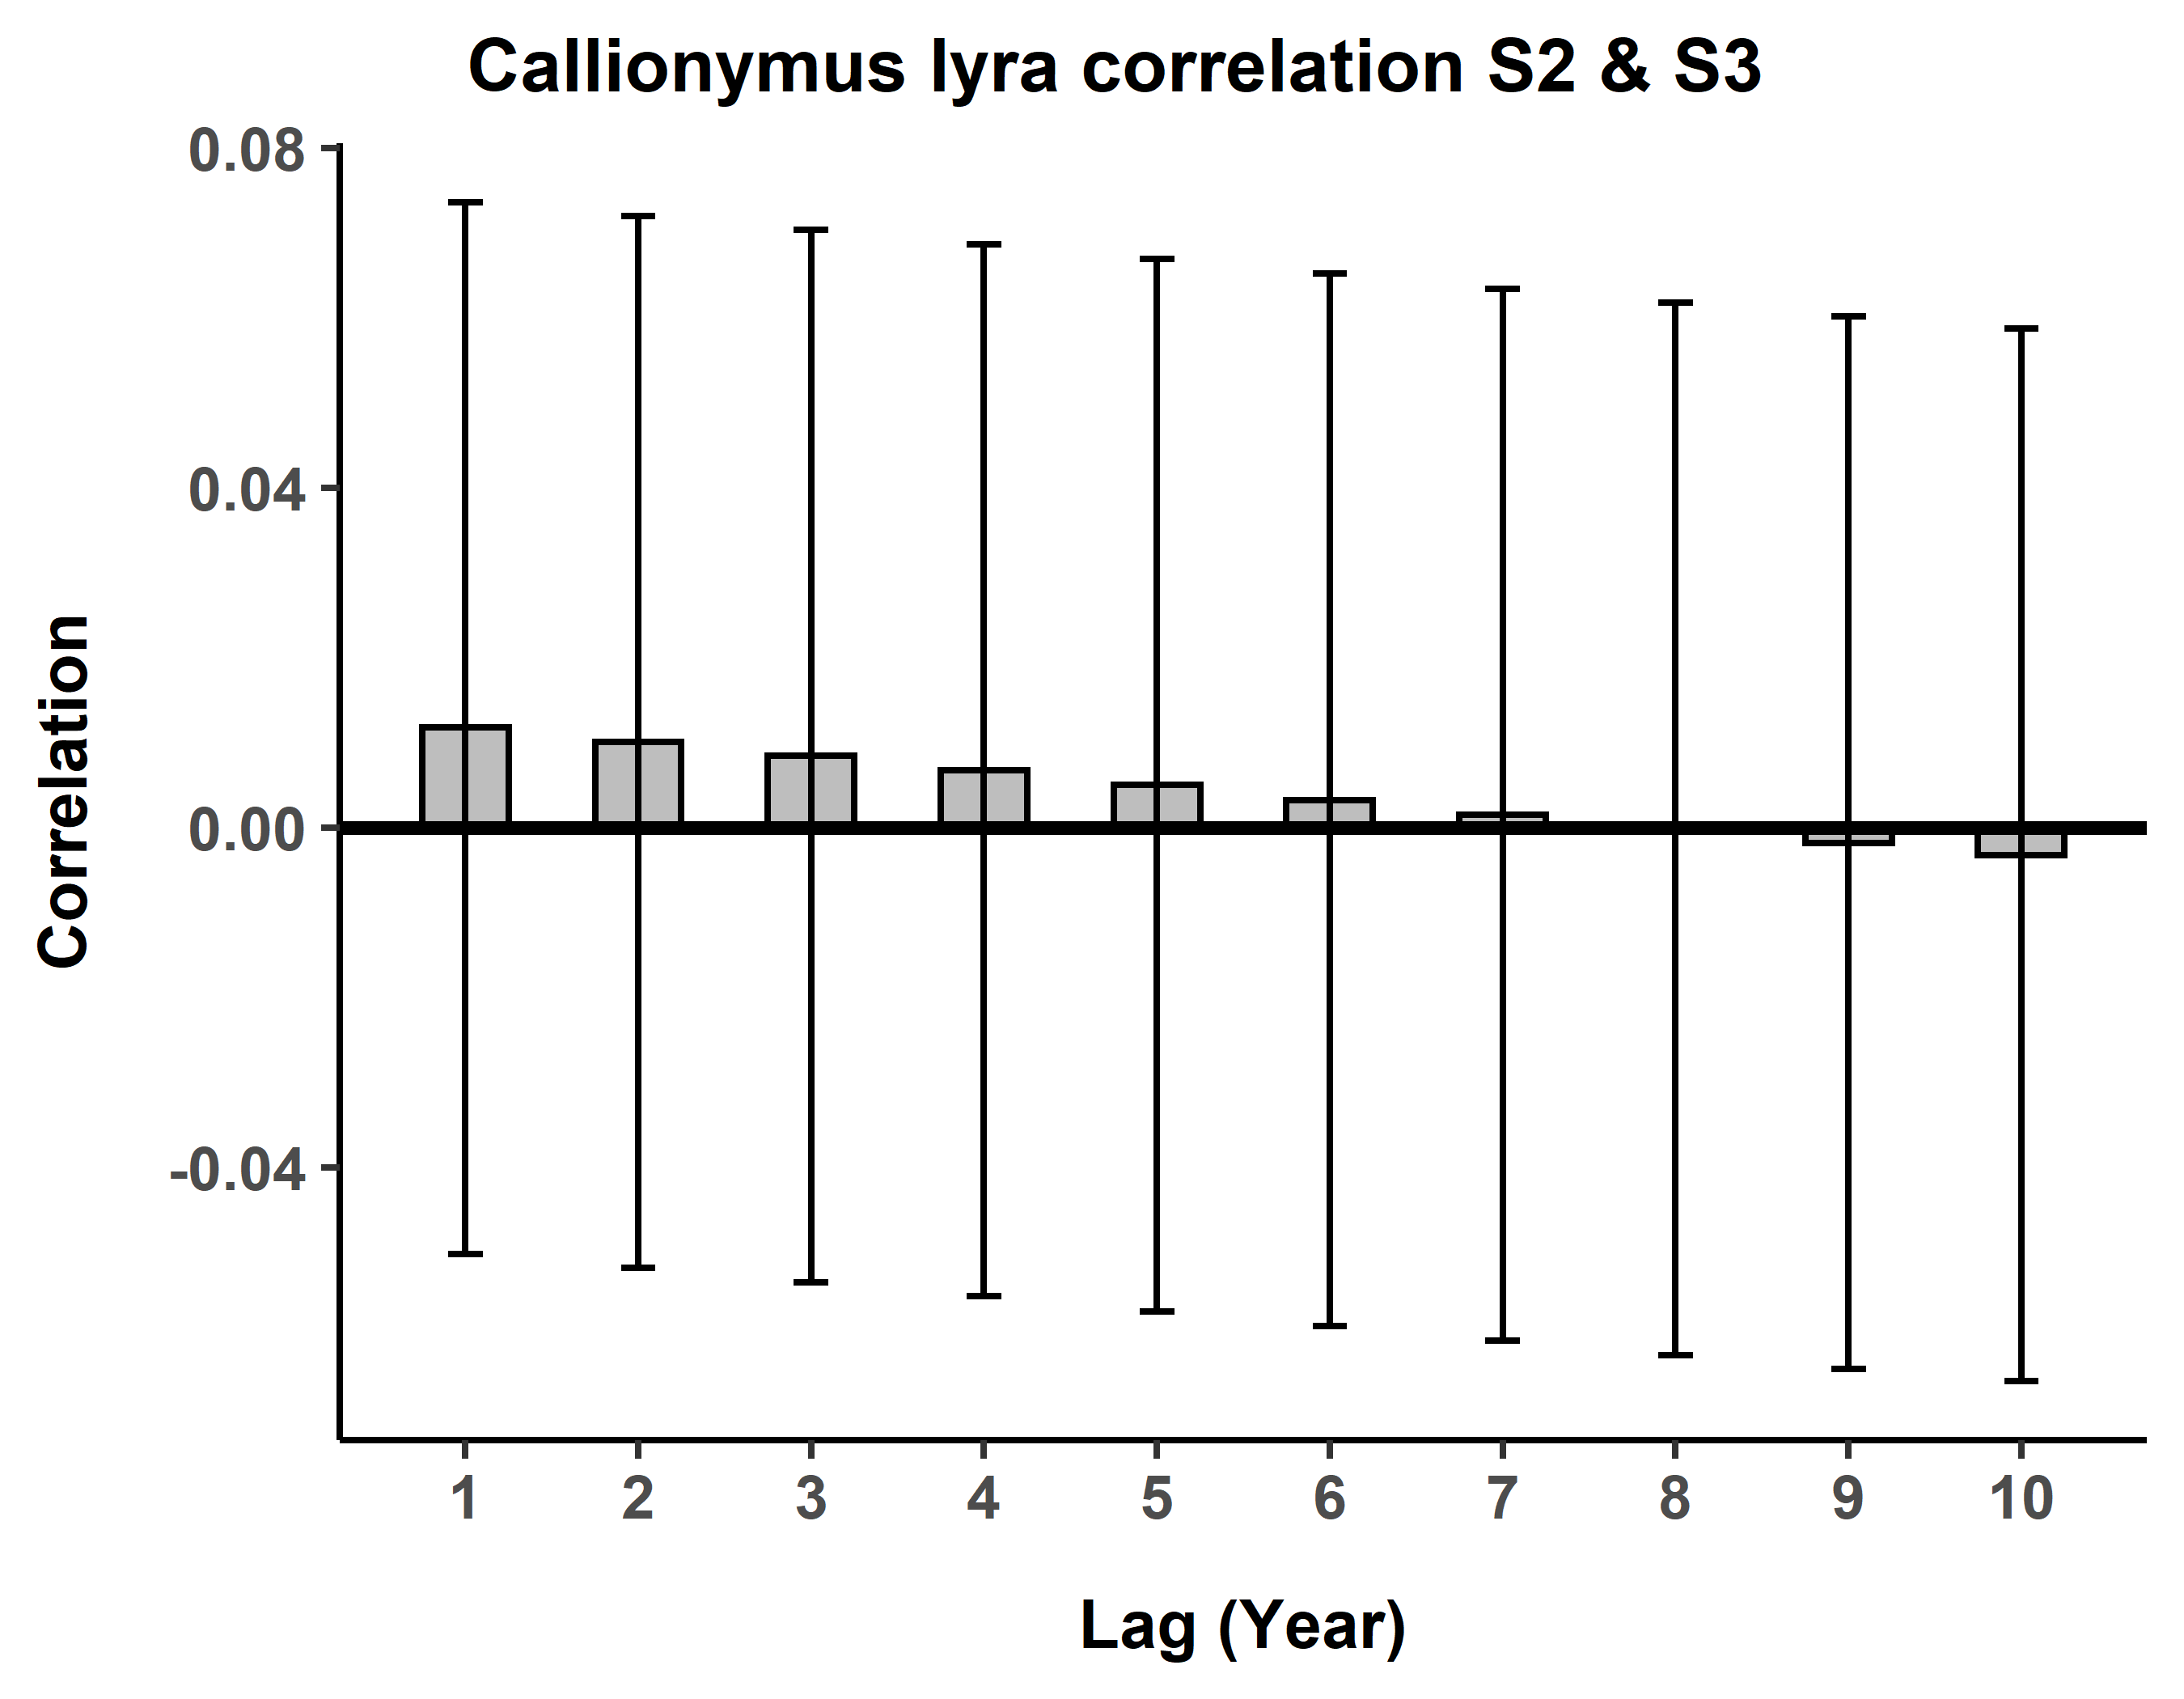 Callionymus lyra correlation S2 & S3
0.08
0.04
0.00
-0.04
Correlation
1 2 3 4 5 6 7 8 9 10
Lag (Year)